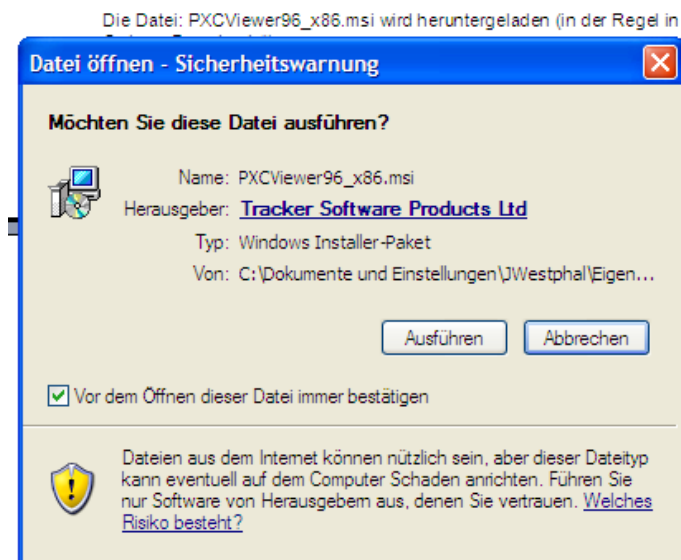 Die Datei: PXCViewer96_x86.msi wird heruntergeladen (in der Regel in
Datei öffnen - Sicherheitswarnung
Möchten Sie diese Datei ausführen?
Name: PXCViewer96_x86.msi
Herausgeber: Tracker Software Products Ltd
Typ: Windows Installer-Paket
Von: C:\Dokumente und Einstellungen\JWestphal\Eigen...
Ausführen Abbrechen
Vor dem Öffnen dieser Datei immer bestätigen
Dateien aus dem Internet können nützlich sein, aber dieser Dateityp
kann eventuell auf dem Computer Schaden anrichten. Führen Sie
nur Software von Herausgebern aus, denen Sie vertrauen. Welches
Risiko besteht?